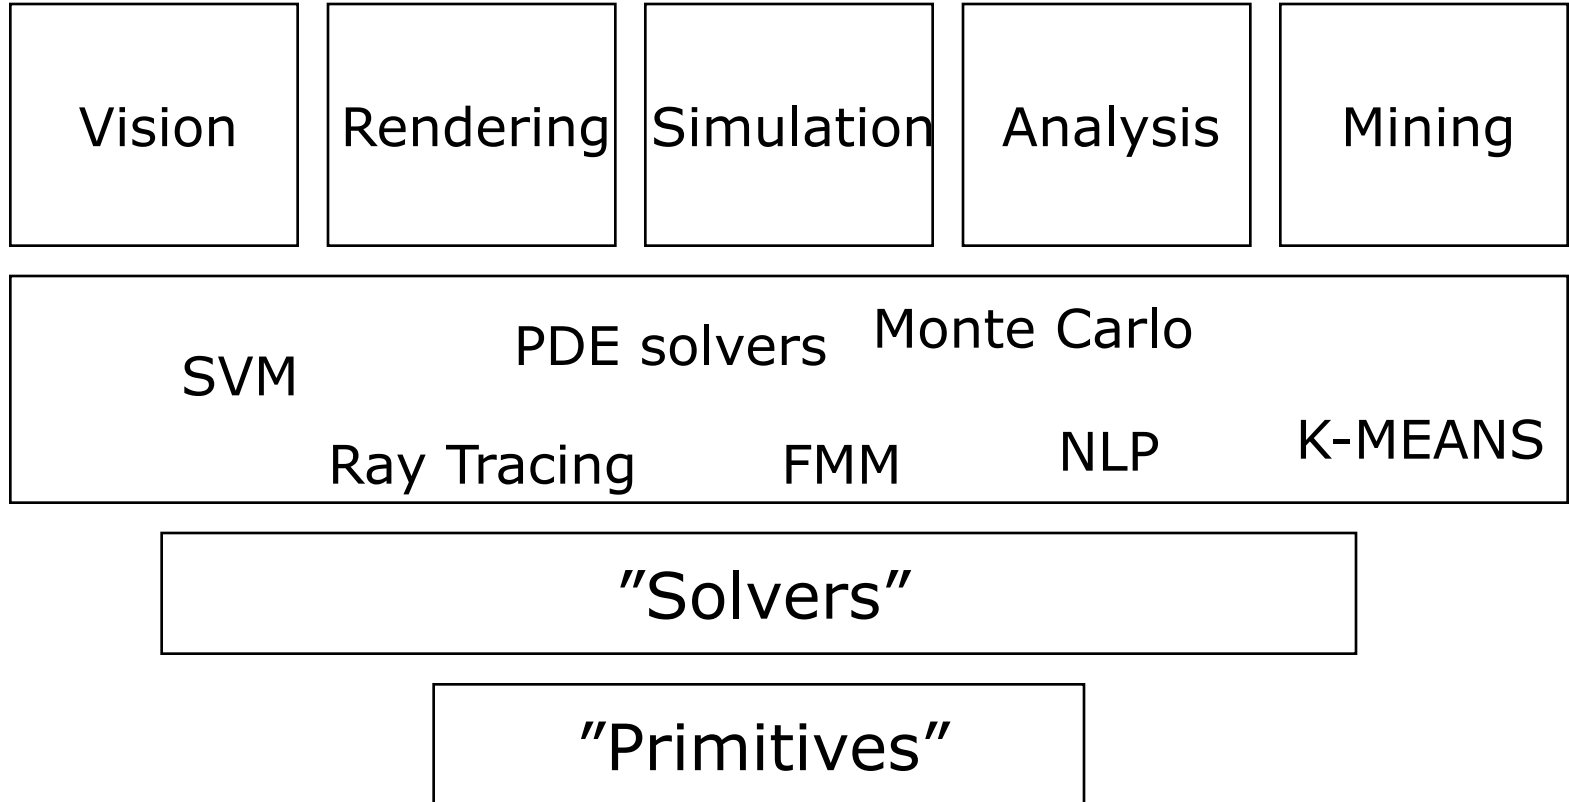 Vision
Rendering
Simulation
Analysis
Mining
SVM
PDE solvers
Monte Carlo
Ray Tracing
FMM
NLP
K-MEANS
”Solvers”
”Primitives”